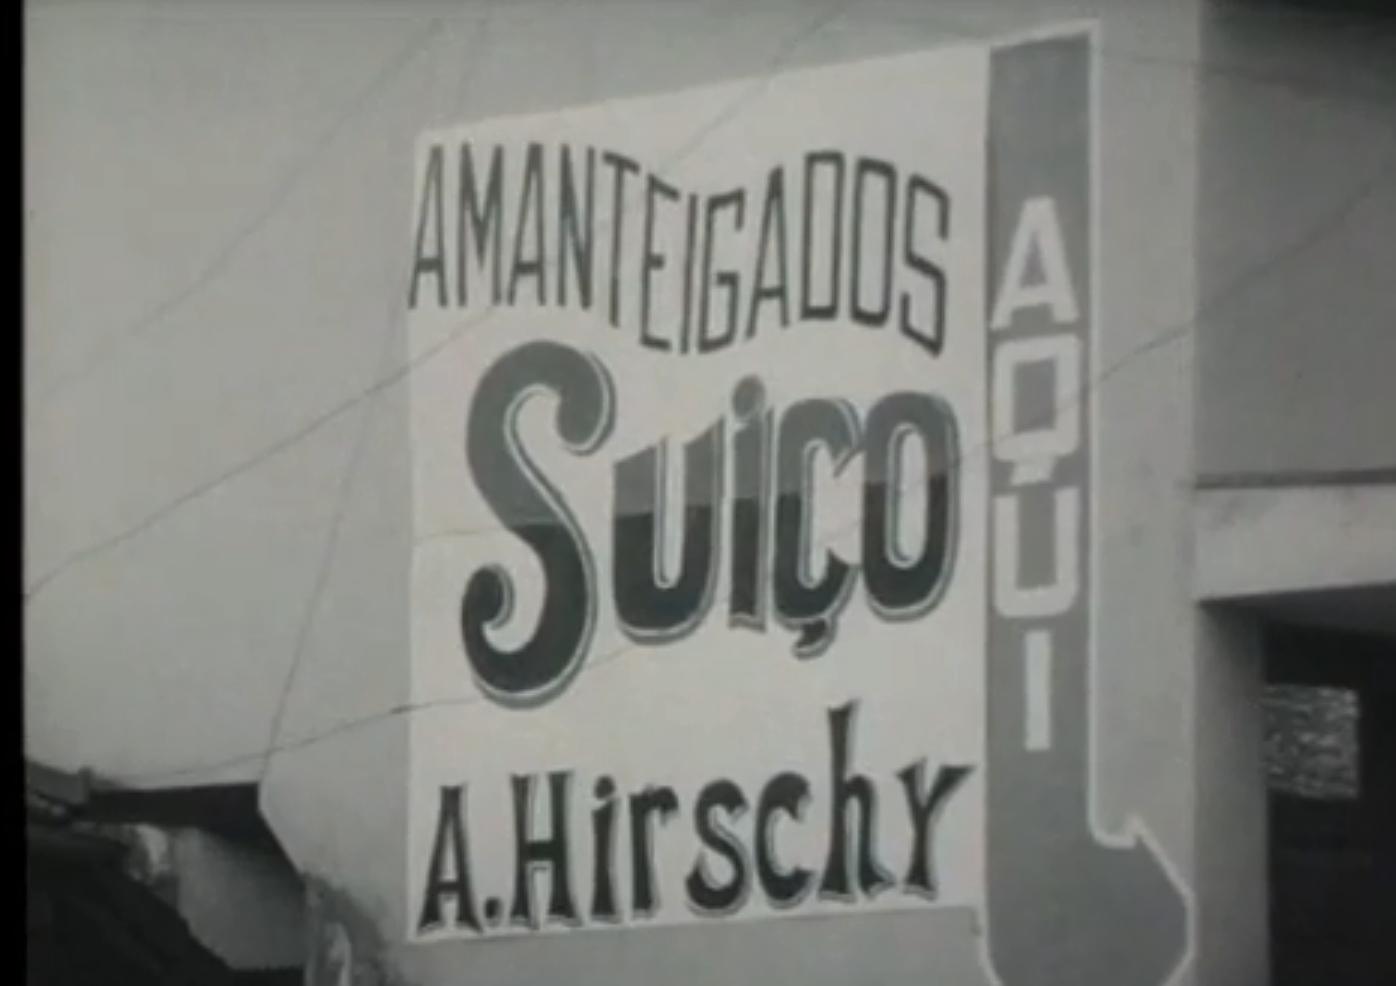 AMANTEIGADOS
Suiço
A. Hirschy
AQUI